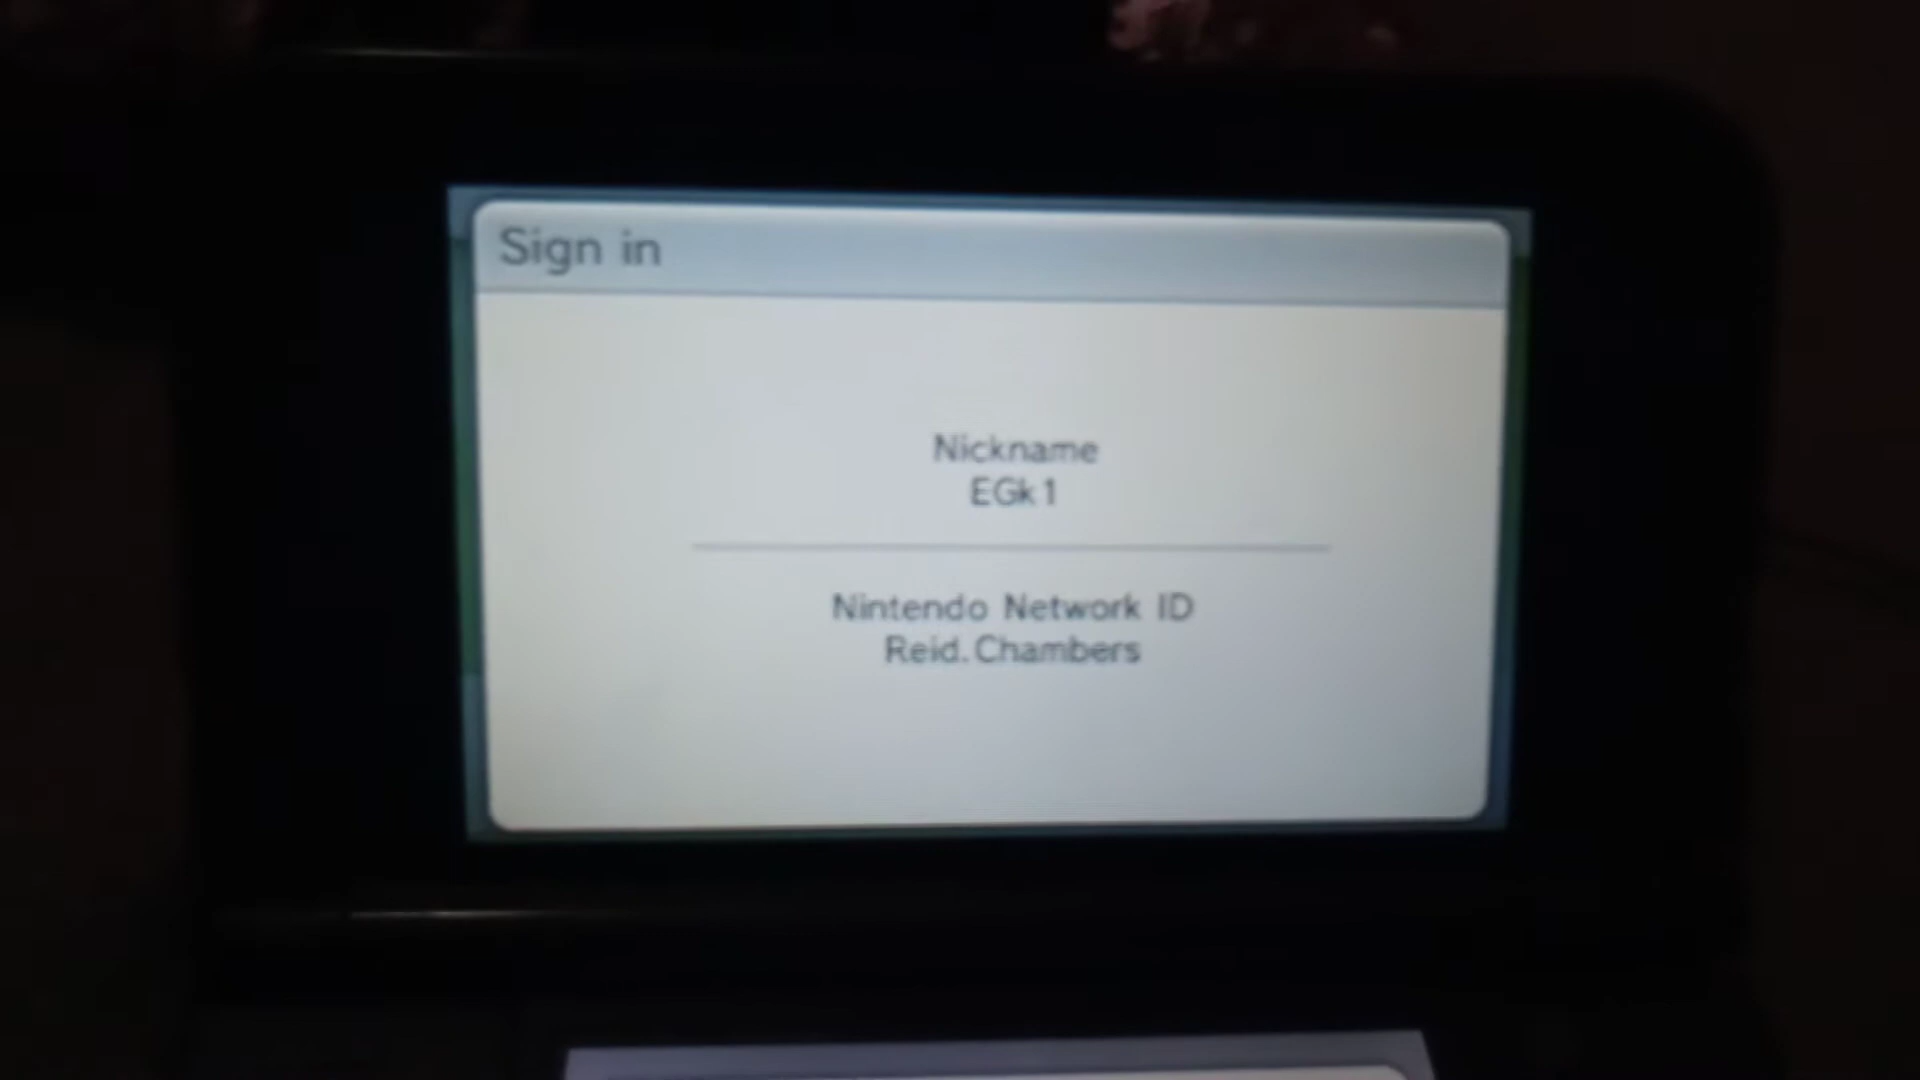 Sign in
Nickname
EGk1
Nintendo Network ID
Reid.Chambers